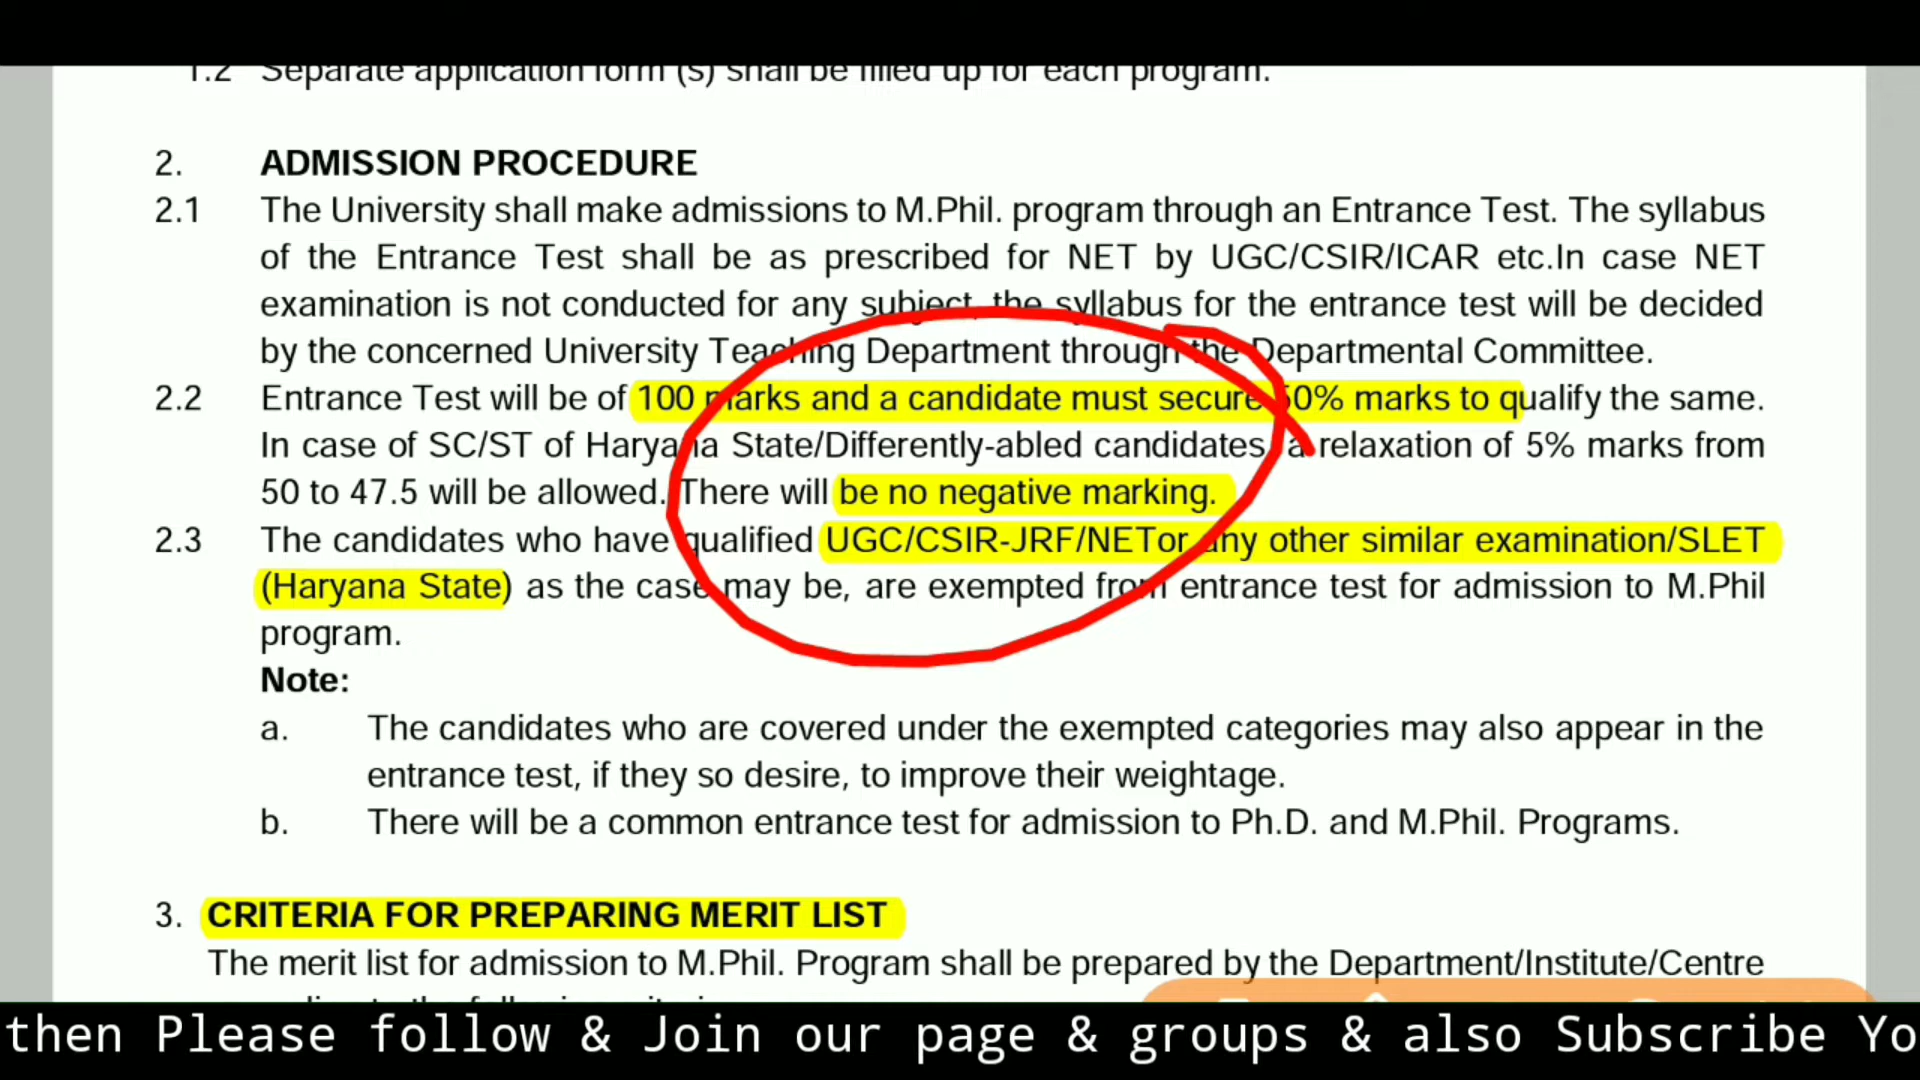 1.2 Separate application form (s) shall be filled up for each program.
2. ADMISSION PROCEDURE
2.1 The University shall make admissions to M.Phil. program through an Entrance Test. The syllabus
of the Entrance Test shall be as prescribed for NET by UGC/CSIR/ICAR etc.In case NET
examination is not conducted for any subject, the syllabus for the entrance test will be decided
by the concerned University Teaching Department through the Departmental Committee.
2.2 Entrance Test will be of 100 marks and a candidate must secure 50% marks to qualify the same.
In case of SC/ST of Haryana State/Differently-abled candidates, a relaxation of 5% marks from
50 to 47.5 will be allowed. There will be no negative marking.
2.3 The candidates who have qualified UGC/CSIR-JRF/NETor any other similar examination/SLET
(Haryana State) as the case may be, are exempted from entrance test for admission to M.Phil
program.
Note:
a. The candidates who are covered under the exempted categories may also appear in the
entrance test, if they so desire, to improve their weightage.
b. There will be a common entrance test for admission to Ph.D. and M.Phil. Programs.
3. CRITERIA FOR PREPARING MERIT LIST
The merit list for admission to M.Phil. Program shall be prepared by the Department/Institute/Centre
then Please follow & Join our page & groups & also Subscribe Yo